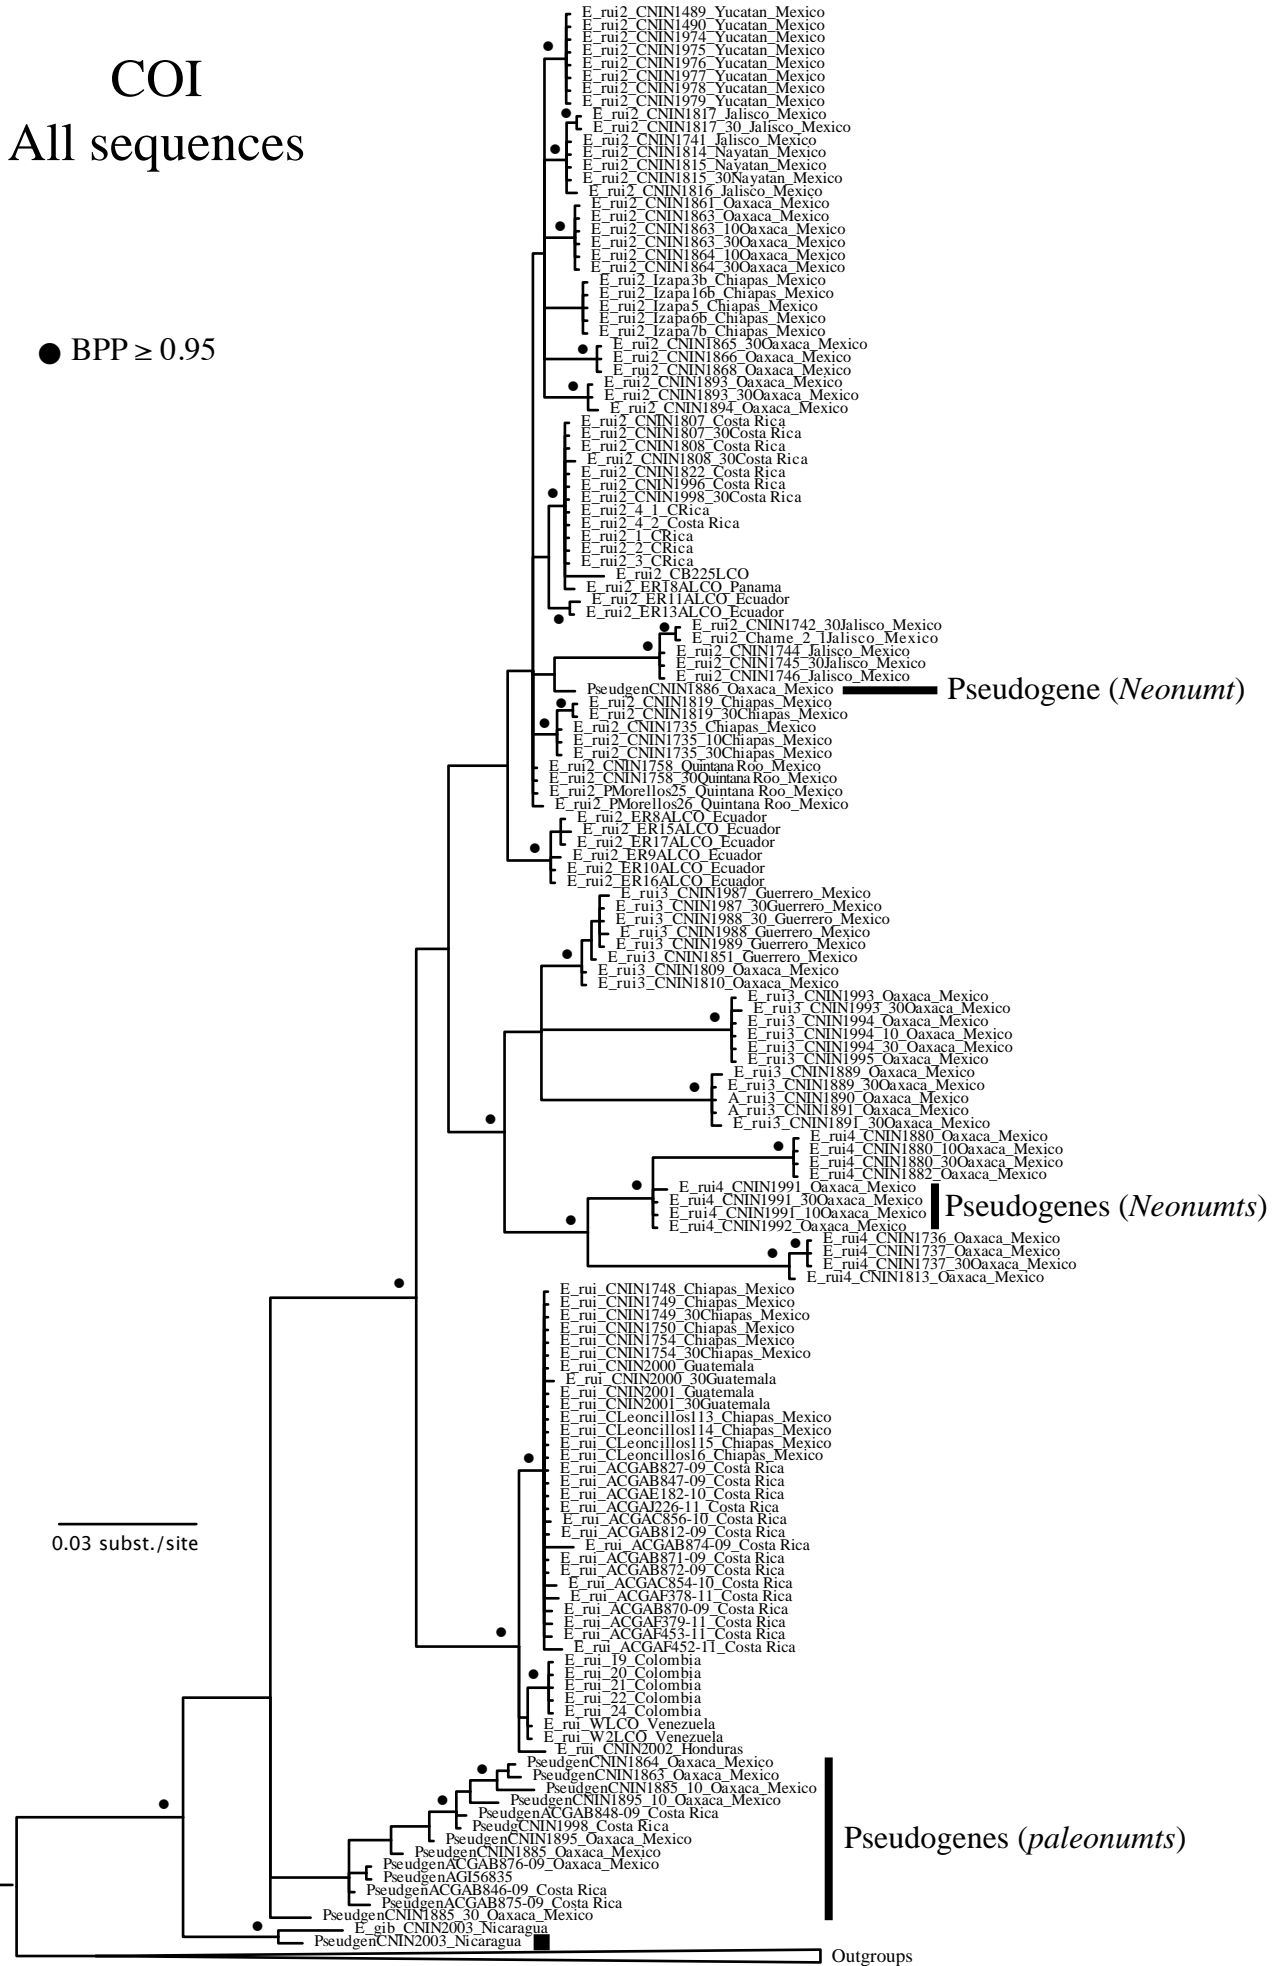 COI
All sequences
BPP ≥ 0.95
E_rui2_CNIN1489_Yucatan_Mexico
E_rui2_CNIN1490_Yucatan_Mexico
E_rui2_CNIN1974_Yucatan_Mexico
E_rui2_CNIN1975_Yucatan_Mexico
E_rui2_CNIN1976_Yucatan_Mexico
E_rui2_CNIN1977_Yucatan_Mexico
E_rui2_CNIN1978_Yucatan_Mexico
E_rui2_CNIN1979_Yucatan_Mexico
E_rui2_CNIN1817_Jalisco_Mexico
E_rui2_CNIN1817_30_Jalisco_Mexico
E_rui2_CNIN1741_Jalisco_Mexico
E_rui2_CNIN1814_Nayatan_Mexico
E_rui2_CNIN1815_Nayatan_Mexico
E_rui2_CNIN1815_30Nayatan_Mexico
E_rui2_CNIN1816_Jalisco_Mexico
E_rui2_CNIN1861_Oaxaca_Mexico
E_rui2_CNIN1863_Oaxaca_Mexico
E_rui2_CNIN1863_10Oaxaca_Mexico
E_rui2_CNIN1863_30Oaxaca_Mexico
E_rui2_CNIN1864_10Oaxaca_Mexico
E_rui2_CNIN1864_30Oaxaca_Mexico
E_rui2_Izapa3b_Chiapas_Mexico
E_rui2_Izapa16b_Chiapas_Mexico
E_rui2_Izapa5_Chiapas_Mexico
E_rui2_Izapa6b_Chiapas_Mexico
E_rui2_Izapa7b_Chiapas_Mexico
E_rui2_CNIN1865_30Oaxaca_Mexico
E_rui2_CNIN1866_Oaxaca_Mexico
E_rui2_CNIN1868_Oaxaca_Mexico
E_rui2_CNIN1893_Oaxaca_Mexico
E_rui2_CNIN1893_30Oaxaca_Mexico
E_rui2_CNIN1894_Oaxaca_Mexico
E_rui2_CNIN1807_Costa Rica
E_rui2_CNIN1807_30Costa Rica
E_rui2_CNIN1808_Costa Rica
E_rui2_CNIN1808_30Costa Rica
E_rui2_CNIN1822_Costa Rica
E_rui2_CNIN1996_Costa Rica
E_rui2_CNIN1998_30Costa Rica
E_rui2_4_1_CRica
E_rui2_4_2_Costa Rica
E_rui2_1_CRica
E_rui2_2_CRica
E_rui2_3_CRica
E_rui2_CB225LCO
E_rui2_ER18ALCO_Panama
E_rui2_ER11ALCO_Ecuador
E_rui2_ER13ALCO_Ecuador
E_rui2_CNIN1742_30Jalisco_Mexico
E_rui2_Chame_2_1Jalisco_Mexico
E_rui2_CNIN1744_Jalisco_Mexico
E_rui2_CNIN1745_30Jalisco_Mexico
E_rui2_CNIN1746_Jalisco_Mexico
PseudgenCNIN1886_Oaxaca_Mexico
Pseudogene (Neonumt)
E_rui2_CNIN1819_Chiapas_Mexico
E_rui2_CNIN1819_30Chiapas_Mexico
E_rui2_CNIN1735_Chiapas_Mexico
E_rui2_CNIN1735_10Chiapas_Mexico
E_rui2_CNIN1735_30Chiapas_Mexico
E_rui2_CNIN1758_Quintana Roo_Mexico
E_rui2_CNIN1758_30Quintana Roo_Mexico
E_rui2_PMorellos25_Quintana Roo_Mexico
E_rui2_PMorellos26_Quintana Roo_Mexico
E_rui2_ER8ALCO_Ecuador
E_rui2_ER15ALCO_Ecuador
E_rui2_ER17ALCO_Ecuador
E_rui2_ER9ALCO_Ecuador
E_rui2_ER10ALCO_Ecuador
E_rui2_ER16ALCO_Ecuador
E_rui3_CNIN1987_Guerrero_Mexico
E_rui3_CNIN1987_30Guerrero_Mexico
E_rui3_CNIN1988_30_Guerrero_Mexico
E_rui3_CNIN1988_Guerrero_Mexico
E_rui3_CNIN1989_Guerrero_Mexico
E_rui3_CNIN1851_Guerrero_Mexico
E_rui3_CNIN1809_Oaxaca_Mexico
E_rui3_CNIN1810_Oaxaca_Mexico
E_rui3_CNIN1993_Oaxaca_Mexico
E_rui3_CNIN1993_30Oaxaca_Mexico
E_rui3_CNIN1994_Oaxaca_Mexico
E_rui3_CNIN1994_10_Oaxaca_Mexico
E_rui3_CNIN1994_30_Oaxaca_Mexico
E_rui3_CNIN1995_Oaxaca_Mexico
E_rui3_CNIN1889_Oaxaca_Mexico
E_rui3_CNIN1889_30Oaxaca_Mexico
A_rui3_CNIN1890_Oaxaca_Mexico
A_rui3_CNIN1891_Oaxaca_Mexico
E_rui3_CNIN1891_30Oaxaca_Mexico
E_rui4_CNIN1880_Oaxaca_Mexico
E_rui4_CNIN1880_10Oaxaca_Mexico
E_rui4_CNIN1880_30Oaxaca_Mexico
E_rui4_CNIN1882_Oaxaca_Mexico
E_rui4_CNIN1991_Oaxaca_Mexico
E_rui4_CNIN1991_30Oaxaca_Mexico
E_rui4_CNIN1991_10Oaxaca_Mexico
E_rui4_CNIN1992_Oaxaca_Mexico
Pseudogenes (Neonumts)
E_rui4_CNIN1736_Oaxaca_Mexico
E_rui4_CNIN1737_Oaxaca_Mexico
E_rui4_CNIN1737_30Oaxaca_Mexico
E_rui4_CNIN1813_Oaxaca_Mexico
E_rui_CNIN1748_Chiapas_Mexico
E_rui_CNIN1749_Chiapas_Mexico
E_rui_CNIN1749_30Chiapas_Mexico
E_rui_CNIN1750_Chiapas_Mexico
E_rui_CNIN1754_Chiapas_Mexico
E_rui_CNIN1754_30Chiapas_Mexico
E_rui_CNIN2000_Guatemala
E_rui_CNIN2000_30Guatemala
E_rui_CNIN2001_Guatemala
E_rui_CNIN2001_30Guatemala
E_rui_CLeoncillos113_Chiapas_Mexico
E_rui_CLeoncillos114_Chiapas_Mexico
E_rui_CLeoncillos115_Chiapas_Mexico
E_rui_CLeoncillos16_Chiapas_Mexico
E_rui_ACGAB827-09_Costa Rica
E_rui_ACGAB847-09_Costa Rica
E_rui_ACGAE182-10_Costa Rica
E_rui_ACGAJ226-11_Costa Rica
E_rui_ACGAC856-10_Costa Rica
E_rui_ACGAB812-09_Costa Rica
E_rui_ACGAB874-09_Costa Rica
E_rui_ACGAB871-09_Costa Rica
E_rui_ACGAB872-09_Costa Rica
E_rui_ACGAC854-10_Costa Rica
E_rui_ACGAF378-11_Costa Rica
E_rui_ACGAB870-09_Costa Rica
E_rui_ACGAF379-11_Costa Rica
E_rui_ACGAF453-11_Costa Rica
E_rui_ACGAF452-11_Costa Rica
0.03 subst./site
E_rui_19_Colombia
E_rui_20_Colombia
E_rui_21_Colombia
E_rui_22_Colombia
E_rui_24_Colombia
E_rui_WLCO_Venezuela
E_rui_W2LCO_Venezuela
E_rui_CNIN2002_Honduras
PseudgenCNIN1864_Oaxaca_Mexico
PseudgenCNIN1863_Oaxaca_Mexico
PseudgenCNIN1885_10_Oaxaca_Mexico
PseudgenCNIN1895_10_Oaxaca_Mexico
PseudgenACGAB848-09_Costa Rica
PseudgCNIN1998_Costa Rica
PseudgenCNIN1895_Oaxaca_Mexico
PseudgenCNIN1885_Oaxaca_Mexico
PseudgenACGAB876-09_Oaxaca_Mexico
PseudgenAGI56835
PseudgenACGAB846-09_Costa Rica
PseudgenACGAB875-09_Costa Rica
PseudgenCNIN1885_30_Oaxaca_Mexico
Pseudogenes (paleonumts)
E_gib_CNIN2003_Nicaragua
PseudgenCNIN2003_Nicaragua
Outgroups